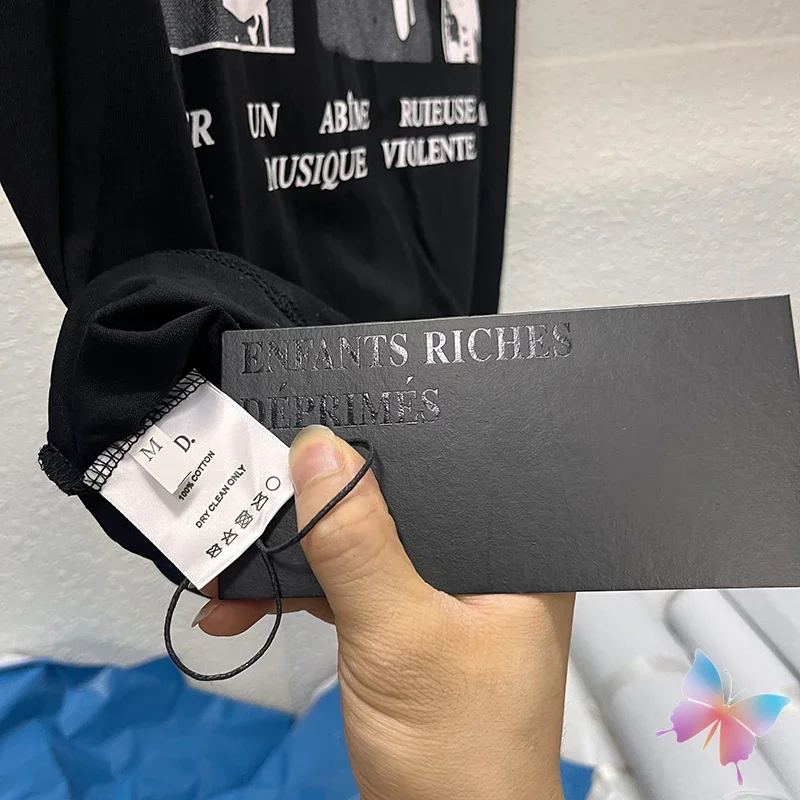 UN ABÎME RUIEUSE
MUSIQUE VIOLENTE
ENFANTS RICHES
DÉPRIMÉS
M
D.
100% COTTON
DRY CLEAN ONLY